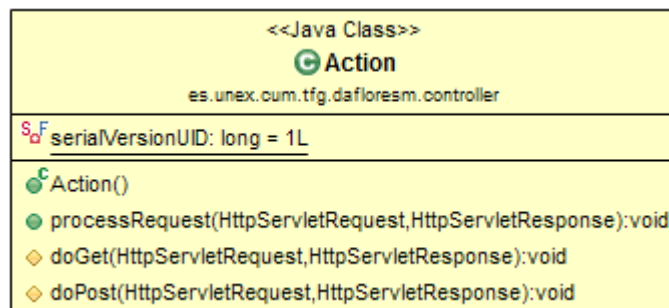 <<Java Class>>
C Action
es.unex.cum.tfg.dafloresm.controller
S F serialVersionUID: long = 1L
C Action()
processRequest(HttpServletRequest,HttpServletResponse):void
doGet(HttpServletRequest,HttpServletResponse):void
doPost(HttpServletRequest,HttpServletResponse):void